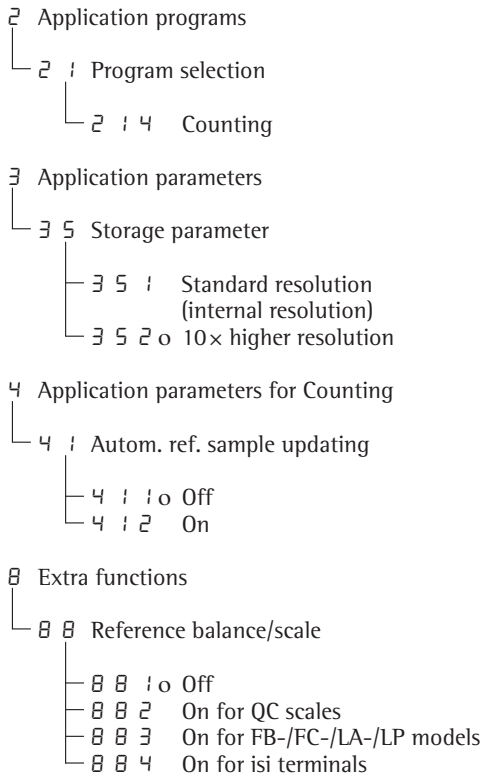 2 Application programs
2 1 Program selection
2 1 4 Counting
3 Application parameters
3 5 Storage parameter
3 5 1 Standard resolution
(internal resolution)
3 5 2 o 10× higher resolution
4 Application parameters for Counting
4 1 Autom. ref. sample updating
4 1 1 o Off
4 1 2 On
8 Extra functions
8 8 Reference balance/scale
8 8 1 o Off
8 8 2 On for QC scales
8 8 3 On for FB-/FC-/LA-/LP models
8 8 4 On for isi terminals